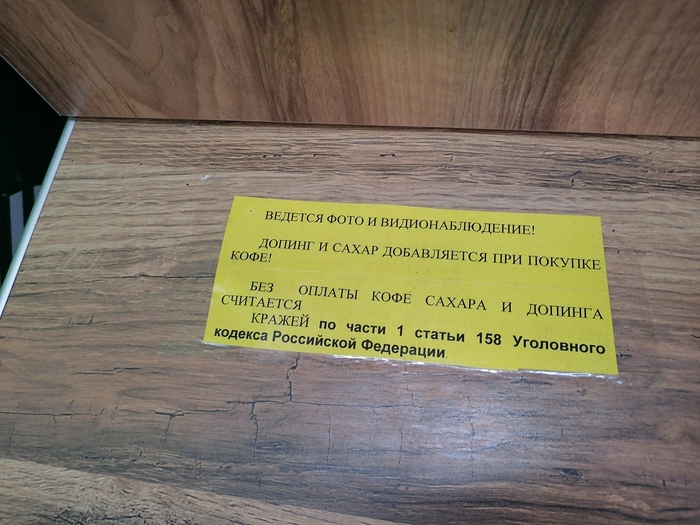 ВЕДЕТСЯ ФОТО И ВИДИОНАБЛЮДЕНИЕ!
ДОПИНГ И САХАР ДОБАВЛЯЕТСЯ ПРИ ПОКУПКЕ
КОФЕ!
БЕЗ ОПЛАТЫ КОФЕ САХАРА И ДОПИНГА
СЧИТАЕТСЯ
КРАЖЕЙ по части 1 статьи 158 Уголовного
кодекса Российской Федерации.